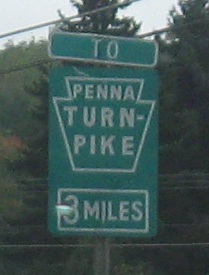 TO
PENNA
TURN-
PIKE
3 MILES